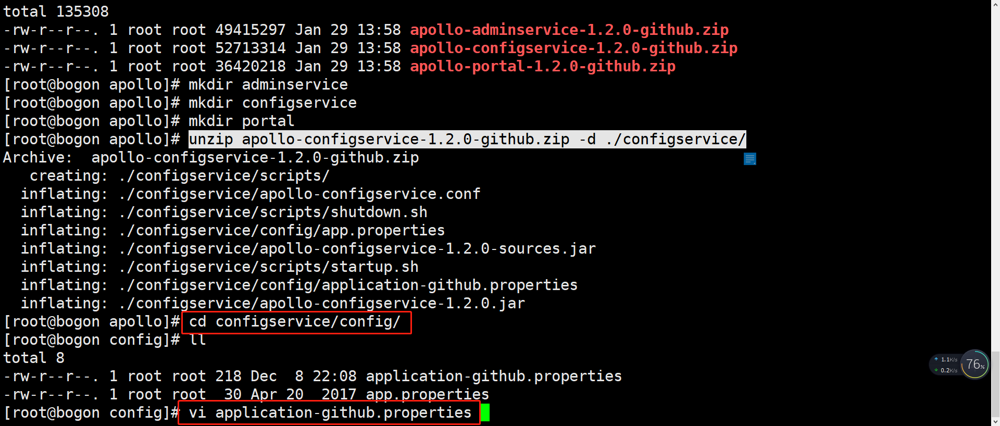 total 135308
-rw-r--r--. 1 root root 49415297 Jan 29 13:58 apollo-adminservice-1.2.0-github.zip
-rw-r--r--. 1 root root 52713314 Jan 29 13:58 apollo-configservice-1.2.0-github.zip
-rw-r--r--. 1 root root 36420218 Jan 29 13:58 apollo-portal-1.2.0-github.zip
[root@bogon apollo]# mkdir adminservice
[root@bogon apollo]# mkdir configservice
[root@bogon apollo]# mkdir portal
[root@bogon apollo]# unzip apollo-configservice-1.2.0-github.zip -d ./configservice/
Archive:  apollo-configservice-1.2.0-github.zip
   creating: ./configservice/scripts/
  inflating: ./configservice/apollo-configservice.conf
  inflating: ./configservice/scripts/shutdown.sh
  inflating: ./configservice/config/app.properties
  inflating: ./configservice/apollo-configservice-1.2.0-sources.jar
  inflating: ./configservice/scripts/startup.sh
  inflating: ./configservice/config/application-github.properties
  inflating: ./configservice/apollo-configservice-1.2.0.jar
[root@bogon apollo]# cd configservice/config/
[root@bogon config]# ll
total 8
-rw-r--r--. 1 root root 218 Dec  8 22:08 application-github.properties
-rw-r--r--. 1 root root  30 Apr 20  2017 app.properties
[root@bogon config]# vi application-github.properties
1.1K/s
0.2K/s
76%